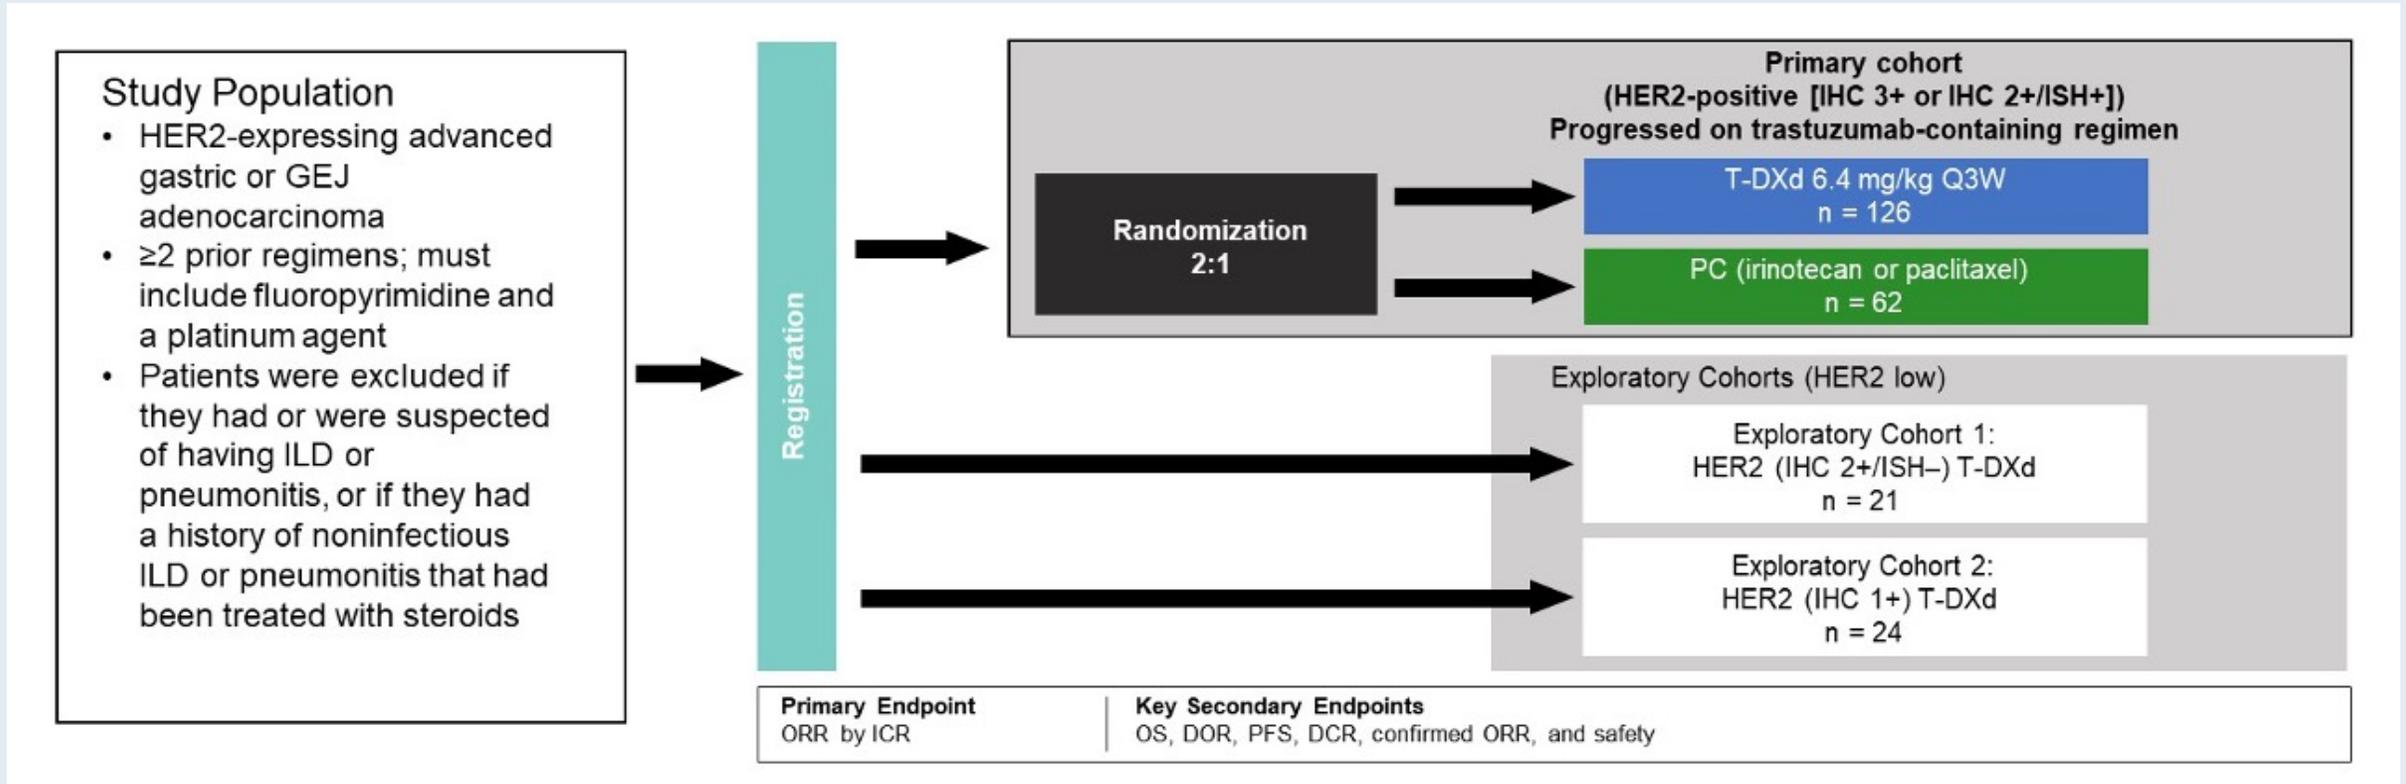 Study Population
• HER2-expressing advanced
gastric or GEJ
adenocarcinoma
• ≥2 prior regimens; must
include fluoropyrimidine and
a platinum agent
• Patients were excluded if
they had or were suspected
of having ILD or
pneumonitis, or if they had
a history of noninfectious
ILD or pneumonitis that had
been treated with steroids
Registration
Primary cohort
(HER2-positive [IHC 3+ or IHC 2+/ISH+])
Progressed on trastuzumab-containing regimen
Randomization
2:1
T-DXd 6.4 mg/kg Q3W
n = 126
PC (irinotecan or paclitaxel)
n = 62
Exploratory Cohorts (HER2 low)
Exploratory Cohort 1:
HER2 (IHC 2+/ISH–) T-DXd
n = 21
Exploratory Cohort 2:
HER2 (IHC 1+) T-DXd
n = 24
Primary Endpoint
ORR by ICR
Key Secondary Endpoints
OS, DOR, PFS, DCR, confirmed ORR, and safety